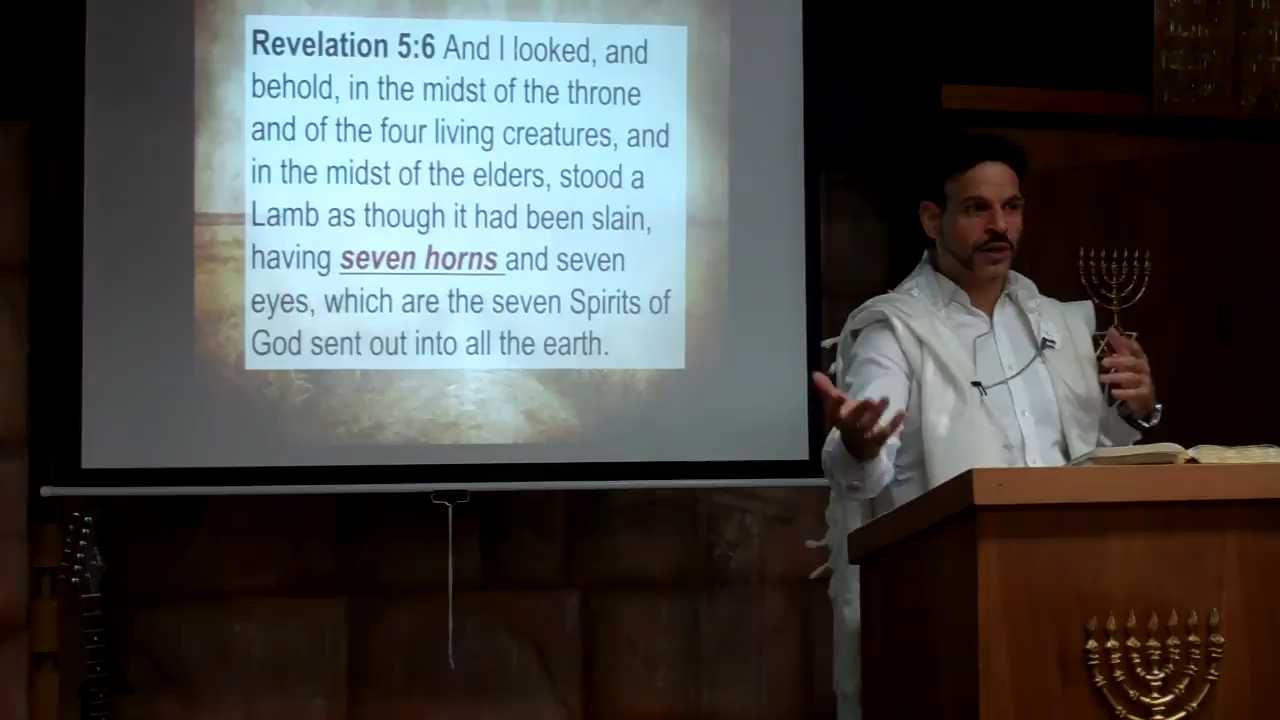 Revelation 5:6 And I looked, and
behold, in the midst of the throne
and of the four living creatures, and
in the midst of the elders, stood a
Lamb as though it had been slain,
having seven horns and seven
eyes, which are the seven Spirits of
God sent out into all the earth.